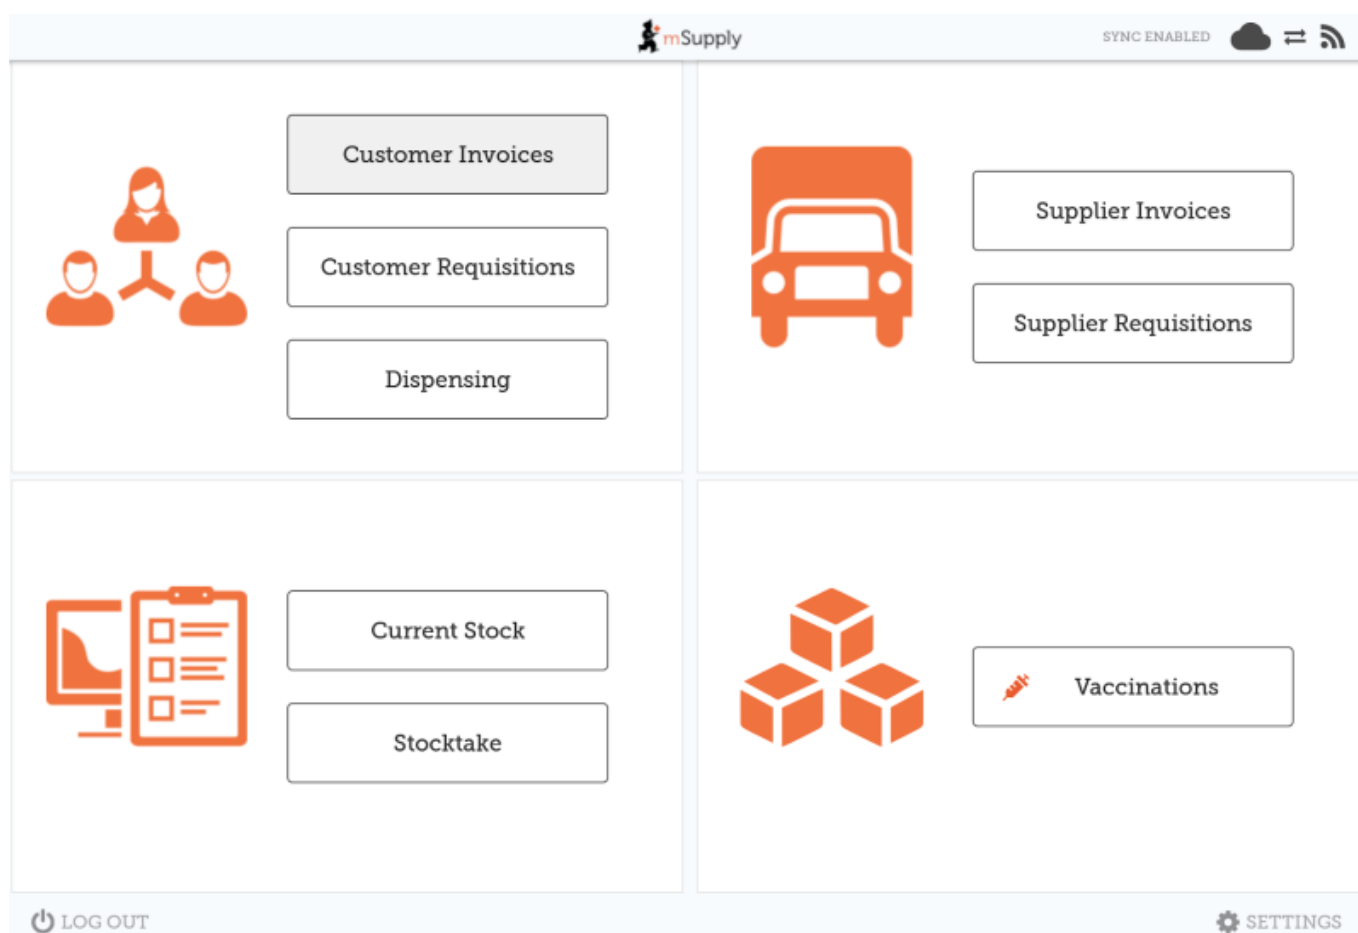 mSupply
SYNC ENABLED
Customer Invoices
Customer Requisitions
Dispensing
Supplier Invoices
Supplier Requisitions
Current Stock
Stocktake
Vaccinations
LOG OUT
SETTINGS